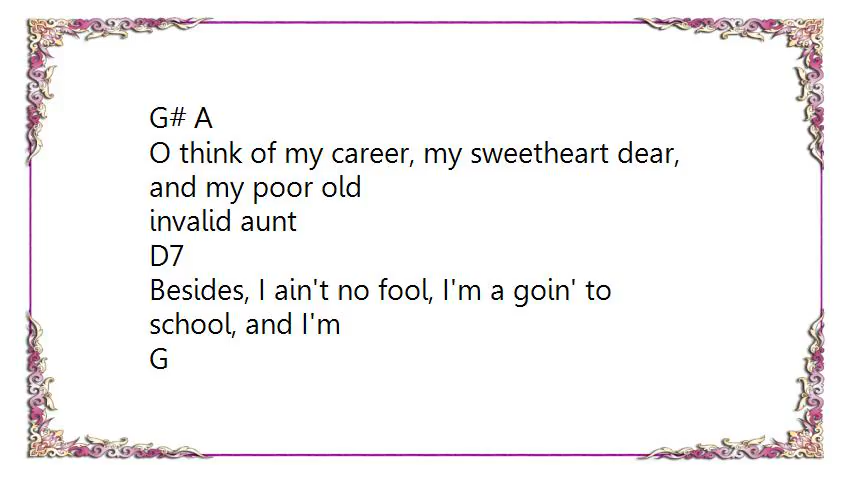 G# A
O think of my career, my sweetheart dear,
and my poor old
invalid aunt
D7
Besides, I ain't no fool, I'm a goin' to
school, and I'm
G